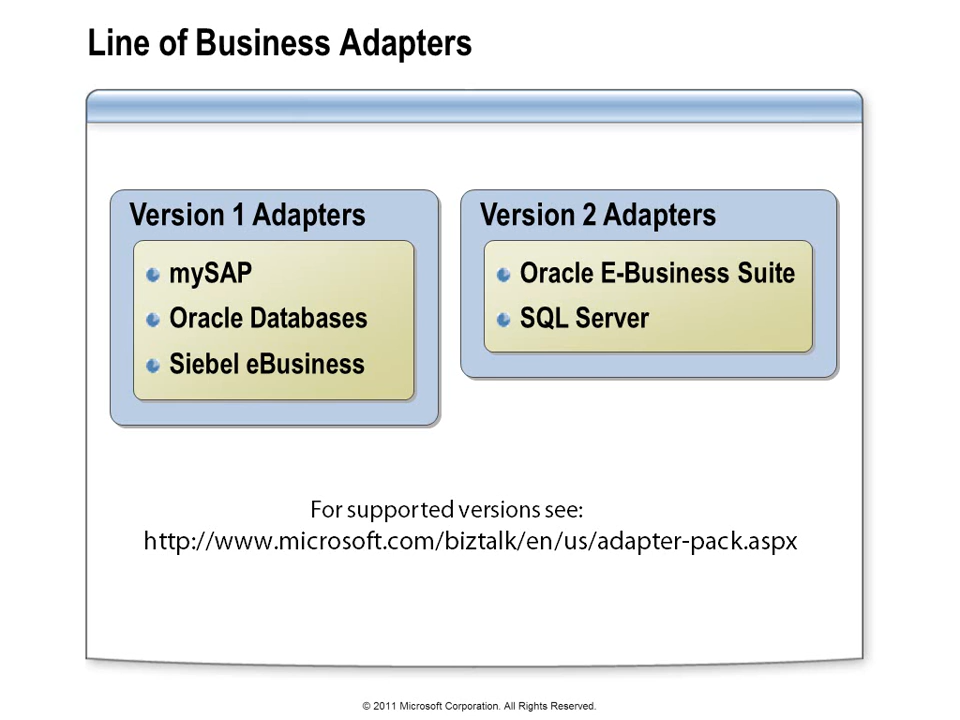 Line of Business Adapters
Version 1 Adapters
mySAP
Oracle Databases
Siebel eBusiness
Version 2 Adapters
Oracle E-Business Suite
SQL Server
For supported versions see:
http://www.microsoft.com/biztalk/en/us/adapter-pack.aspx
© 2011 Microsoft Corporation. All Rights Reserved.